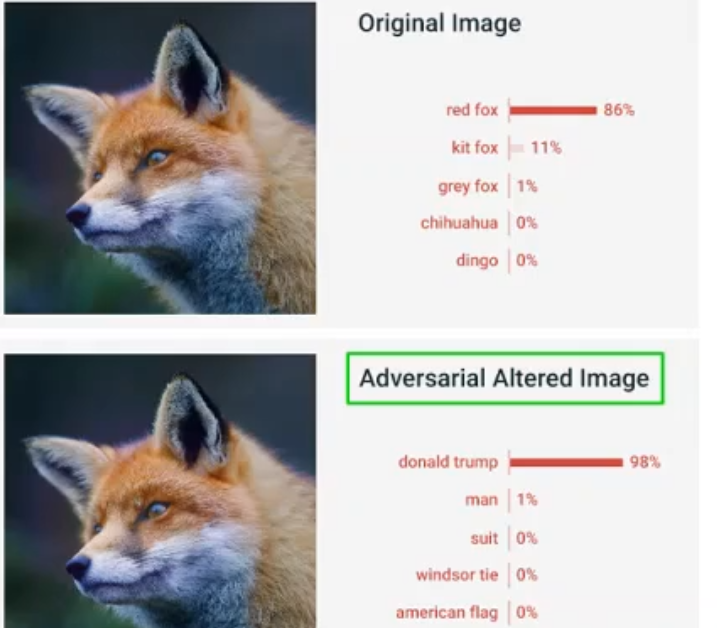 Original Image
red fox 86%
kit fox 11%
grey fox 1%
chihuahua 0%
dingo 0%
Adversarial Altered Image
donald trump 98%
man 1%
suit 0%
windsor tie 0%
american flag 0%